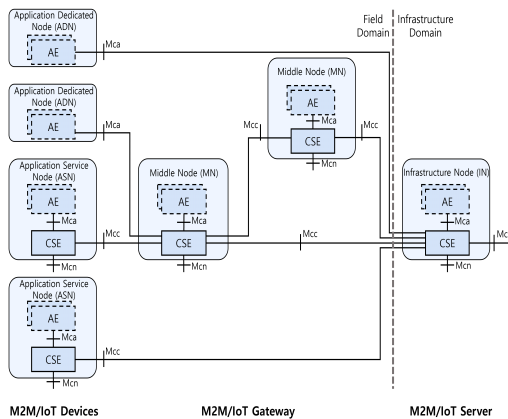 Application Dedicated
Node (ADN)
AE
Mca
Field
Domain
Infrastructure
Domain
Application Dedicated
Node (ADN)
AE
Mca
Middle Node (MN)
AE
Mca
Mcc
CSE
Mcc
Mcn
Application Service
Node (ASN)
AE
Mca
CSE
Mcc
Mcn
Middle Node (MN)
AE
Mca
CSE
Mcc
Mcn
Infrastructure Node (IN)
AE
Mca
CSE
Mcn
Application Service
Node (ASN)
AE
Mca
CSE
Mcc
Mcn
M2M/IoT Devices
M2M/IoT Gateway
M2M/IoT Server